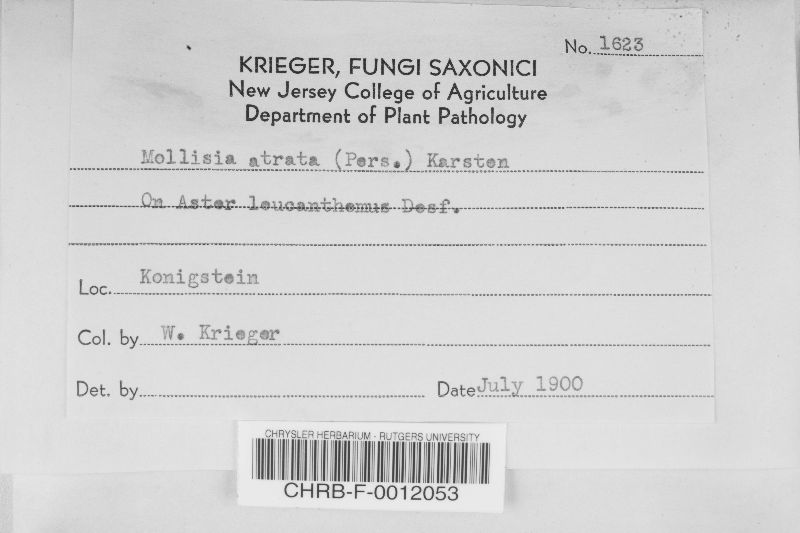 No. 1623
KRIEGER, FUNGI SAXONICI
New Jersey College of Agriculture
Department of Plant Pathology
Mollisia atrata (Pers.) Karsten
On Aster leucanthemus Desf.
Loc. Konigstein
Col. by W. Krieger
Det. by
Date July 1900
CHRYSLER HERBARIUM - RUTGERS UNIVERSITY
CHRB-F-0012053